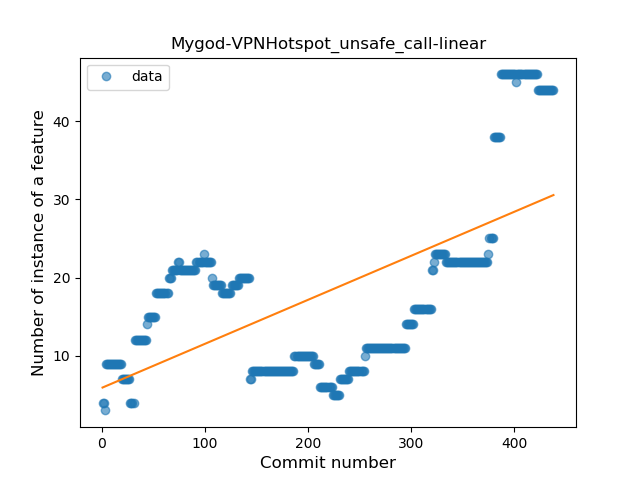 Mygod-VPNHotspot_unsafe_call-linear
data
Number of instance of a feature
40
30
20
10
0 100 200 300 400
Commit number